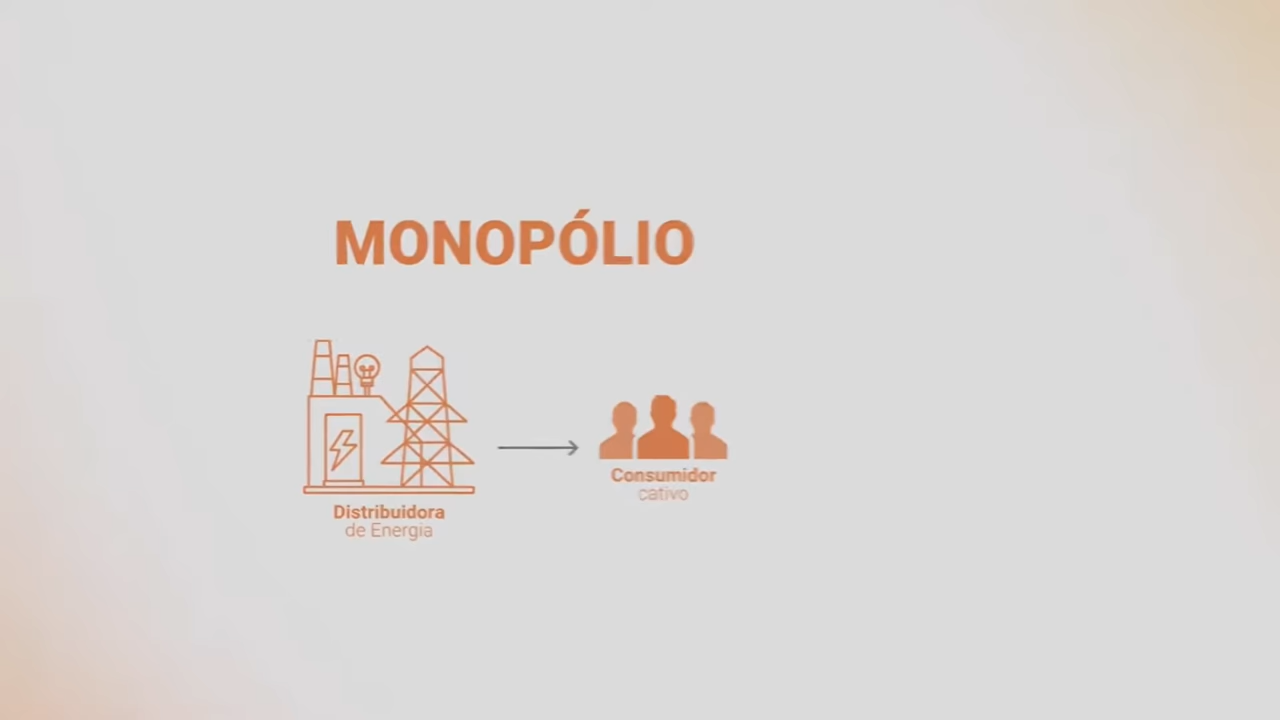 MONOPÓLIO
Distribuidora
de Energia
Consumidor
cativo